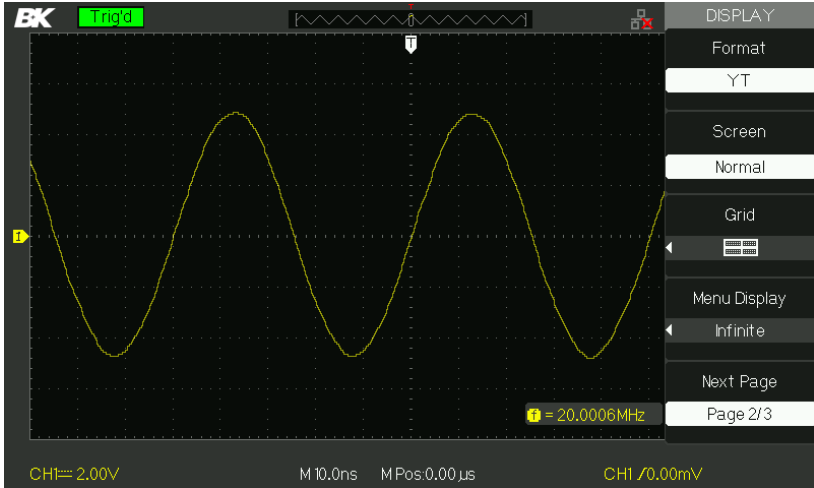 BK Trig'd T DISPLAY
T
Format
YT
Screen
Normal
Grid
1
Menu Display
Infinite
Next Page
f = 20.0006MHz Page 2/3
CH1 2.00V M 10.0ns M Pos:0.00µs CH1 0.00mV